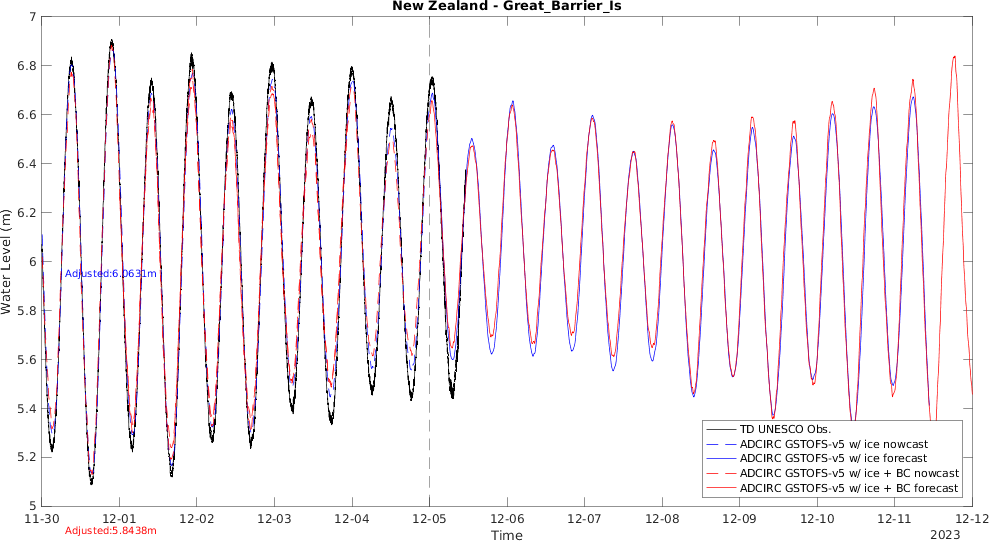 New Zealand - Great_Barrier_Is
7
6.8
6.6
6.4
6.2
6
5.8
5.6
5.4
5.2
5
Water Level (m)
Adjusted:6.0631m
Adjusted:5.8438m
TD UNESCO Obs.
ADCIRC GSTOFS-v5 w/ ice nowcast
ADCIRC GSTOFS-v5 w/ ice forecast
ADCIRC GSTOFS-v5 w/ ice + BC nowcast
ADCIRC GSTOFS-v5 w/ ice + BC forecast
11-30 12-01 12-02 12-03 12-04 12-05 12-06 12-07 12-08 12-09 12-10 12-11 12-12
Time
2023